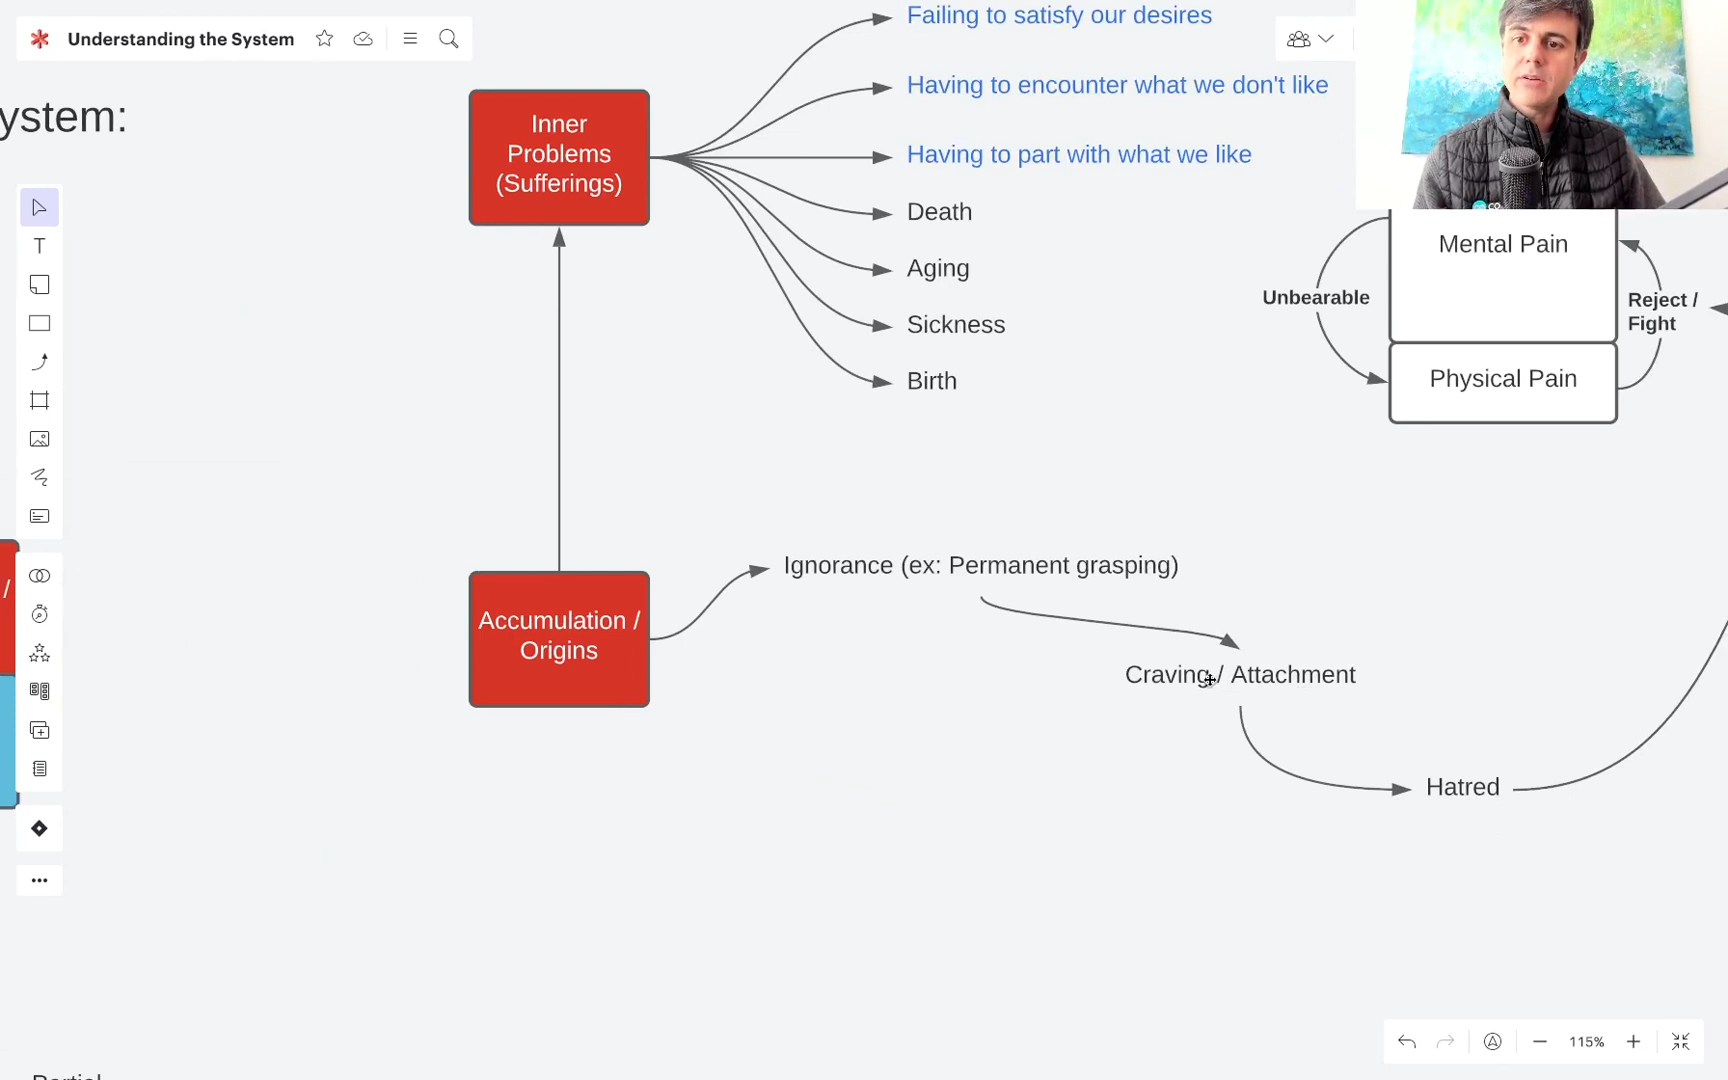 Understanding the System
ystem:
Inner
Problems
(Sufferings)
Failing to satisfy our desires
Having to encounter what we don't like
Having to part with what we like
Death
Aging
Sickness
Birth
Mental Pain
Unbearable
Reject /
Fight
Physical Pain
Accumulation /
Origins
Ignorance (ex: Permanent grasping)
Craving / Attachment
Hatred
/
T
115%